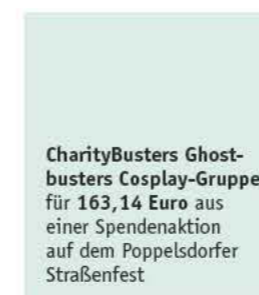 CharityBusters Ghost-
busters Cosplay-Gruppe
für 163,14 Euro aus
einer Spendenaktion
auf dem Poppelsdorfer
Straßenfest